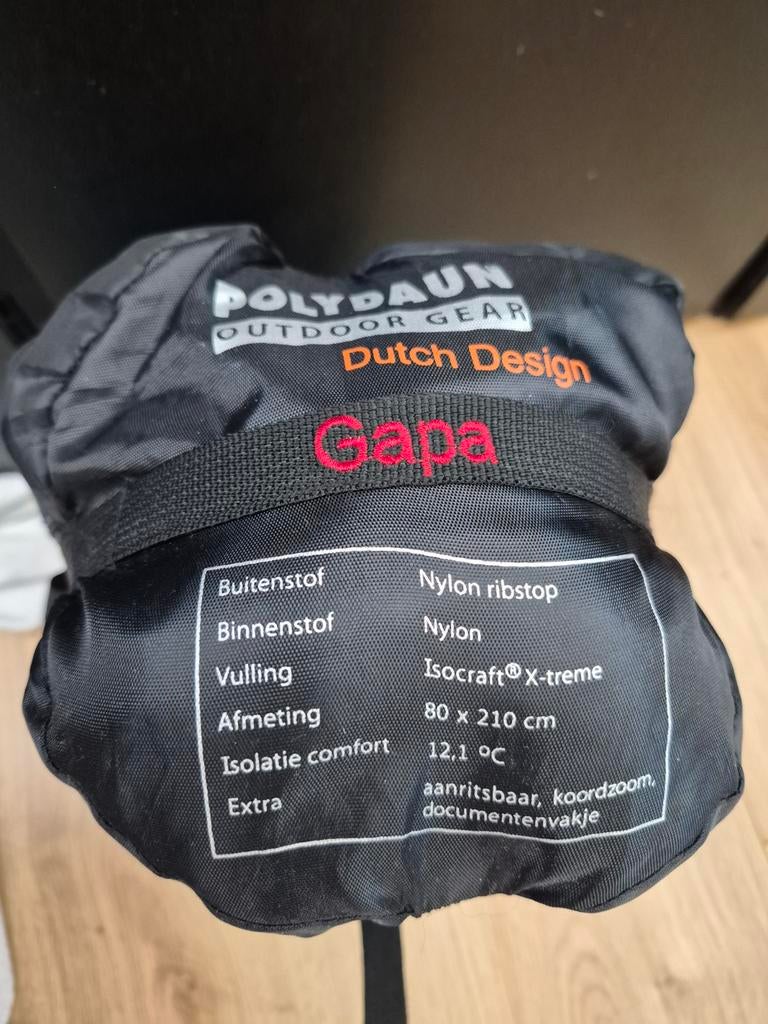 POLYDAUN
OUTDOOR GEAR
Dutch Design
Gapa
Buitenstof Nylon ribstop
Binnenstof Nylon
Vulling Isocraft® X-treme
Afmeting 80 x 210 cm
Isolatie comfort 12,1 ºC
Extra aanritsbaar, koordzoom,
documentenvakje